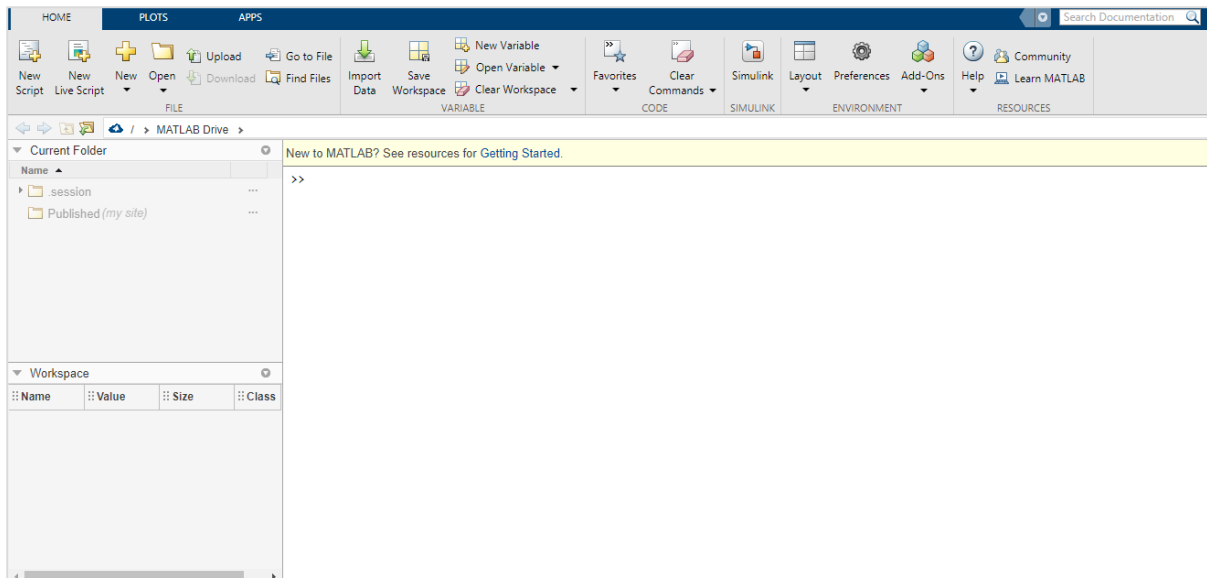 HOME PLOTS APPS Search Documentation
New Script
New Live Script
New
Open
Upload
Download
Go to File
Find Files
FILE
Import Data
Save Workspace
New Variable
Open Variable
Clear Workspace
VARIABLE
Favorites
Clear Commands
CODE
Simulink
SIMULINK
Layout
Preferences
Add-Ons
ENVIRONMENT
Help
Community
Learn MATLAB
RESOURCES
/ > MATLAB Drive >
Current Folder
Name
.session
Published (my site)
New to MATLAB? See resources for Getting Started.
>>
Workspace
Name Value Size Class